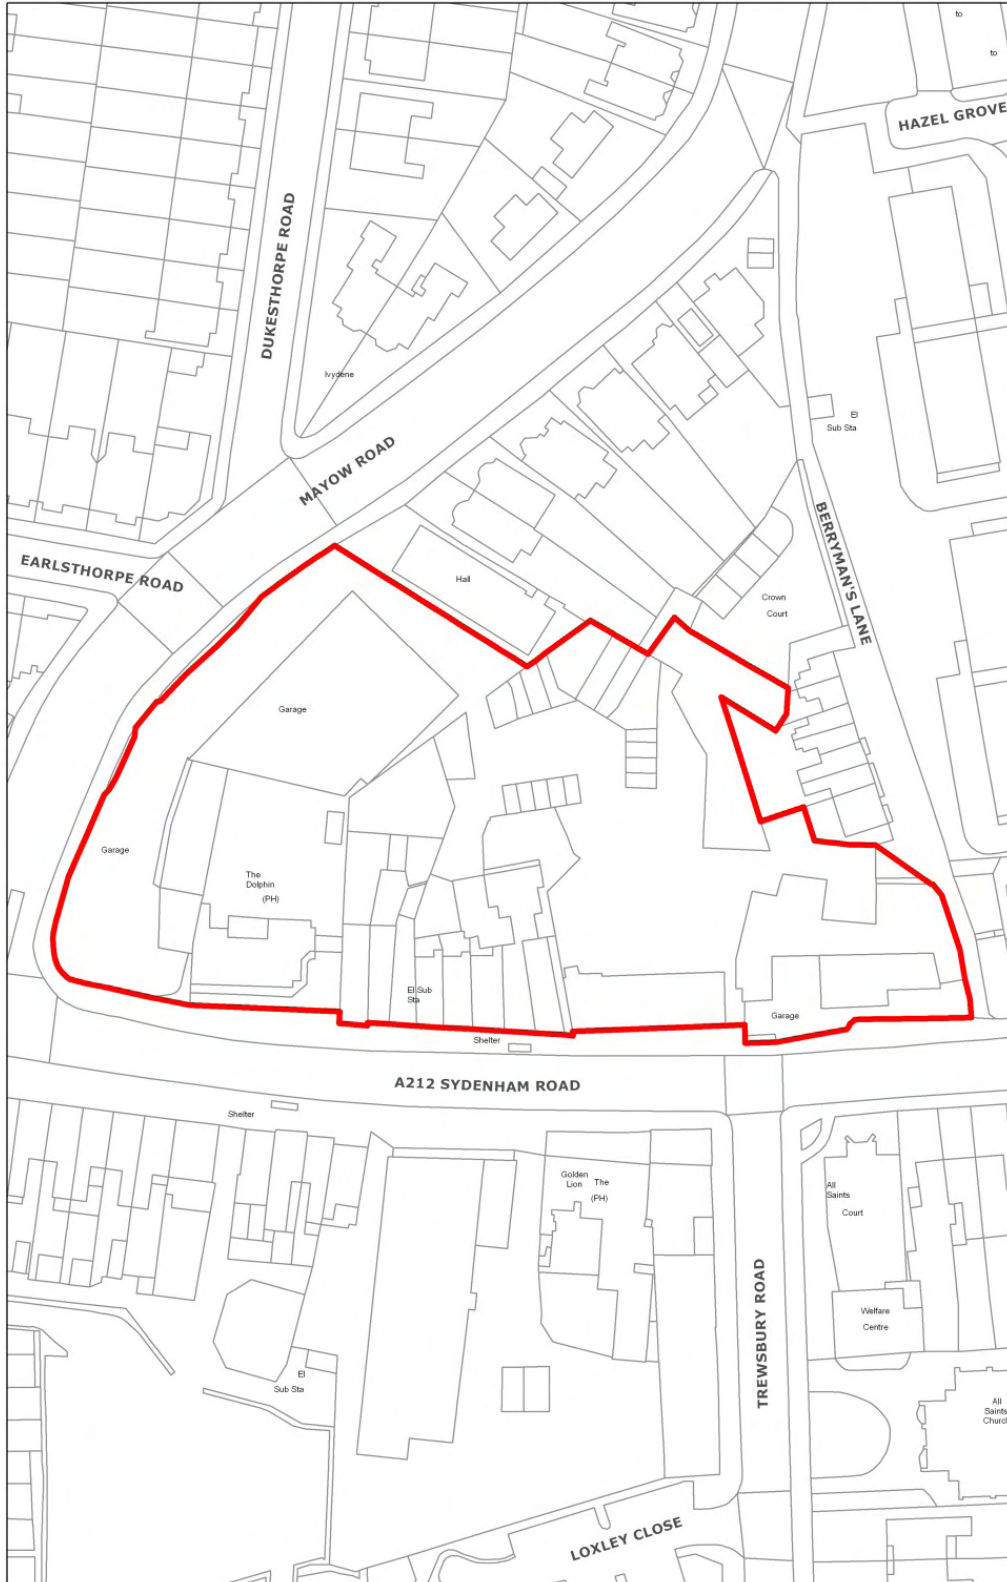 to
to
HAZEL GROVE
DUKESTHORPE ROAD
Ivydene
El
Sub Sta
MAYOW ROAD
BERRYMAN'S LANE
EARLSTHORPE ROAD
Hall
Crown
Court
Garage
Garage
The
Dolphin
(PH)
El Sub
Sta
Garage
Shelter
A212 SYDENHAM ROAD
Shelter
Golden
Lion
The
(PH)
All
Saints
Court
TREWSBURY ROAD
Welfare
Centre
El
Sub Sta
All
Saints
Church
LOXLEY CLOSE